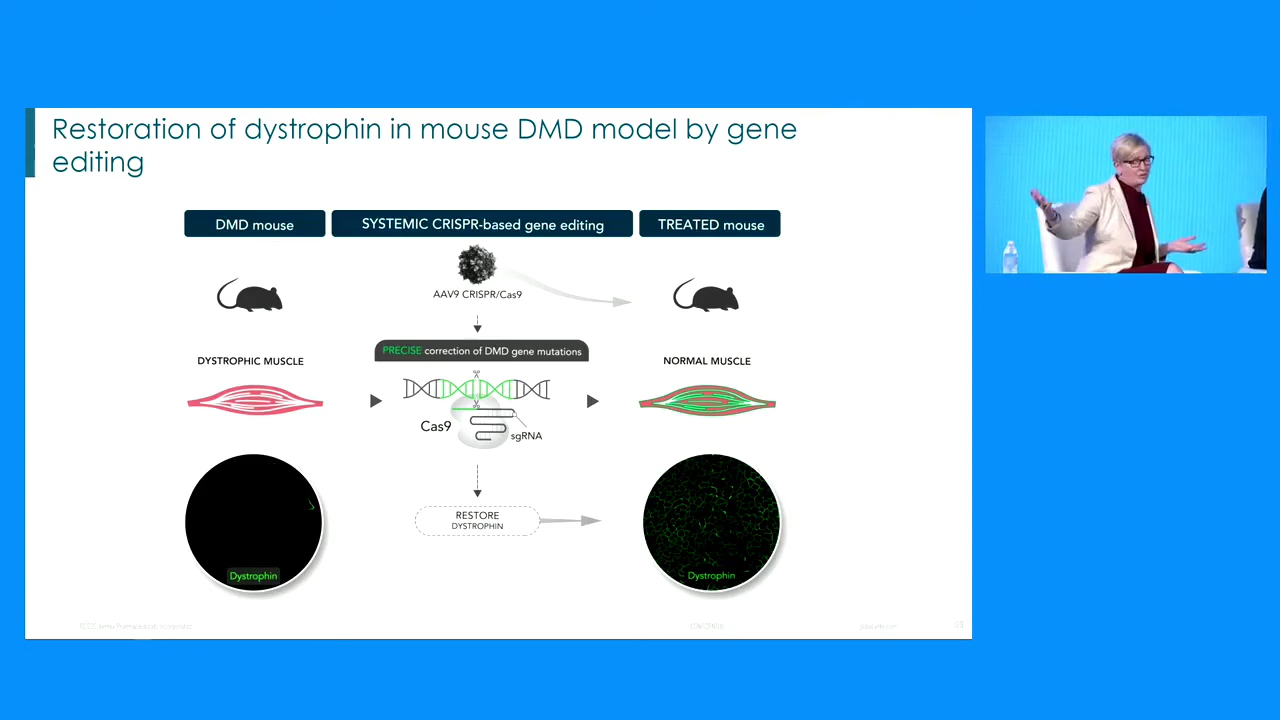 Restoration of dystrophin in mouse DMD model by gene
editing
DMD mouse
SYSTEMIC CRISPR-based gene editing
TREATED mouse
AAV9 CRISPR/Cas9
PRECISE correction of DMD gene mutations
DYSTROPHIC MUSCLE
NORMAL MUSCLE
Cas9
sgRNA
RESTORE
DYSTROPHIN
Dystrophin
Dystrophin